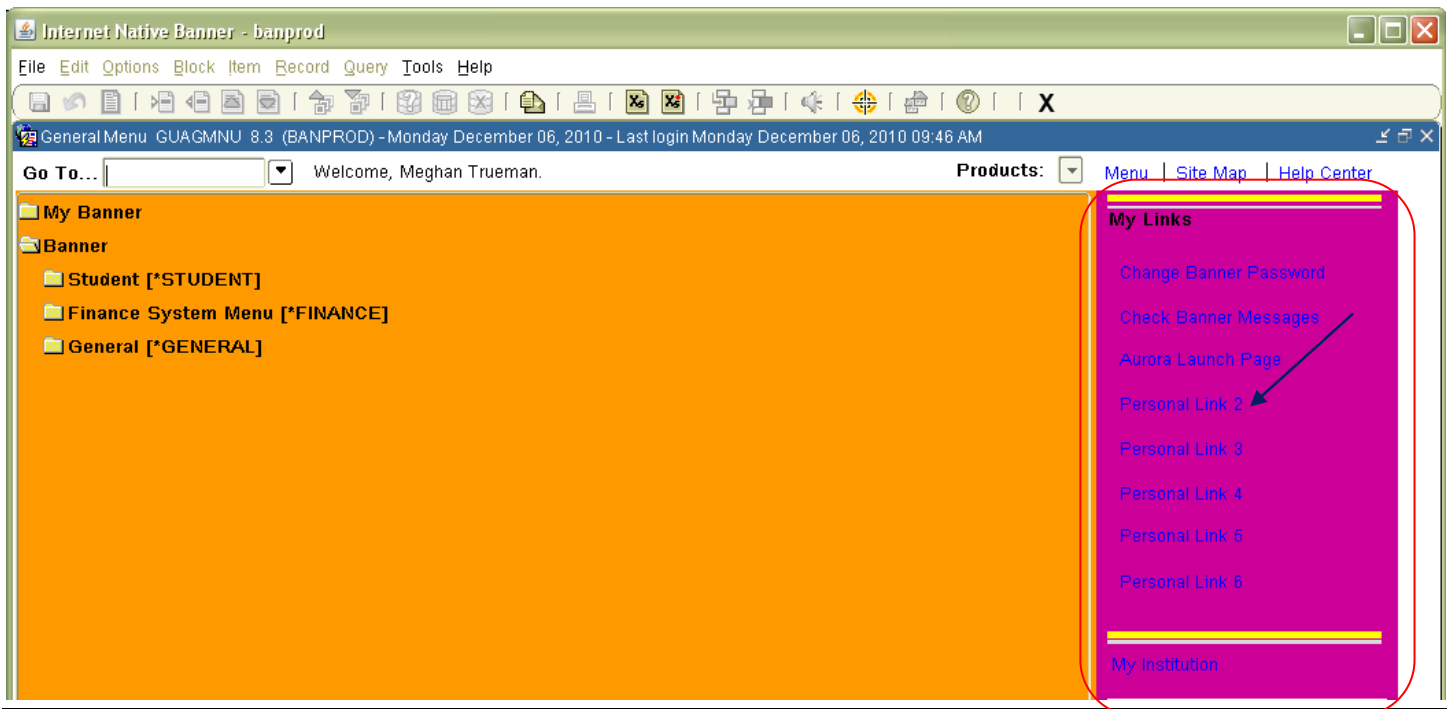 Internet Native Banner - banprod
File Edit Options Block Item Record Query Tools Help
X
General Menu GUAGMNU 8.3 (BANPROD) - Monday December 06, 2010 - Last login Monday December 06, 2010 09:46 AM
Go To... Welcome, Meghan Trueman. Products: Menu | Site Map | Help Center
My Banner
Banner
Student [*STUDENT]
Finance System Menu [*FINANCE]
General [*GENERAL]
My Links
Change Banner Password
Check Banner Messages
Aurora Launch Page
Personal Link 2
Personal Link 3
Personal Link 4
Personal Link 5
Personal Link 6
My Institution